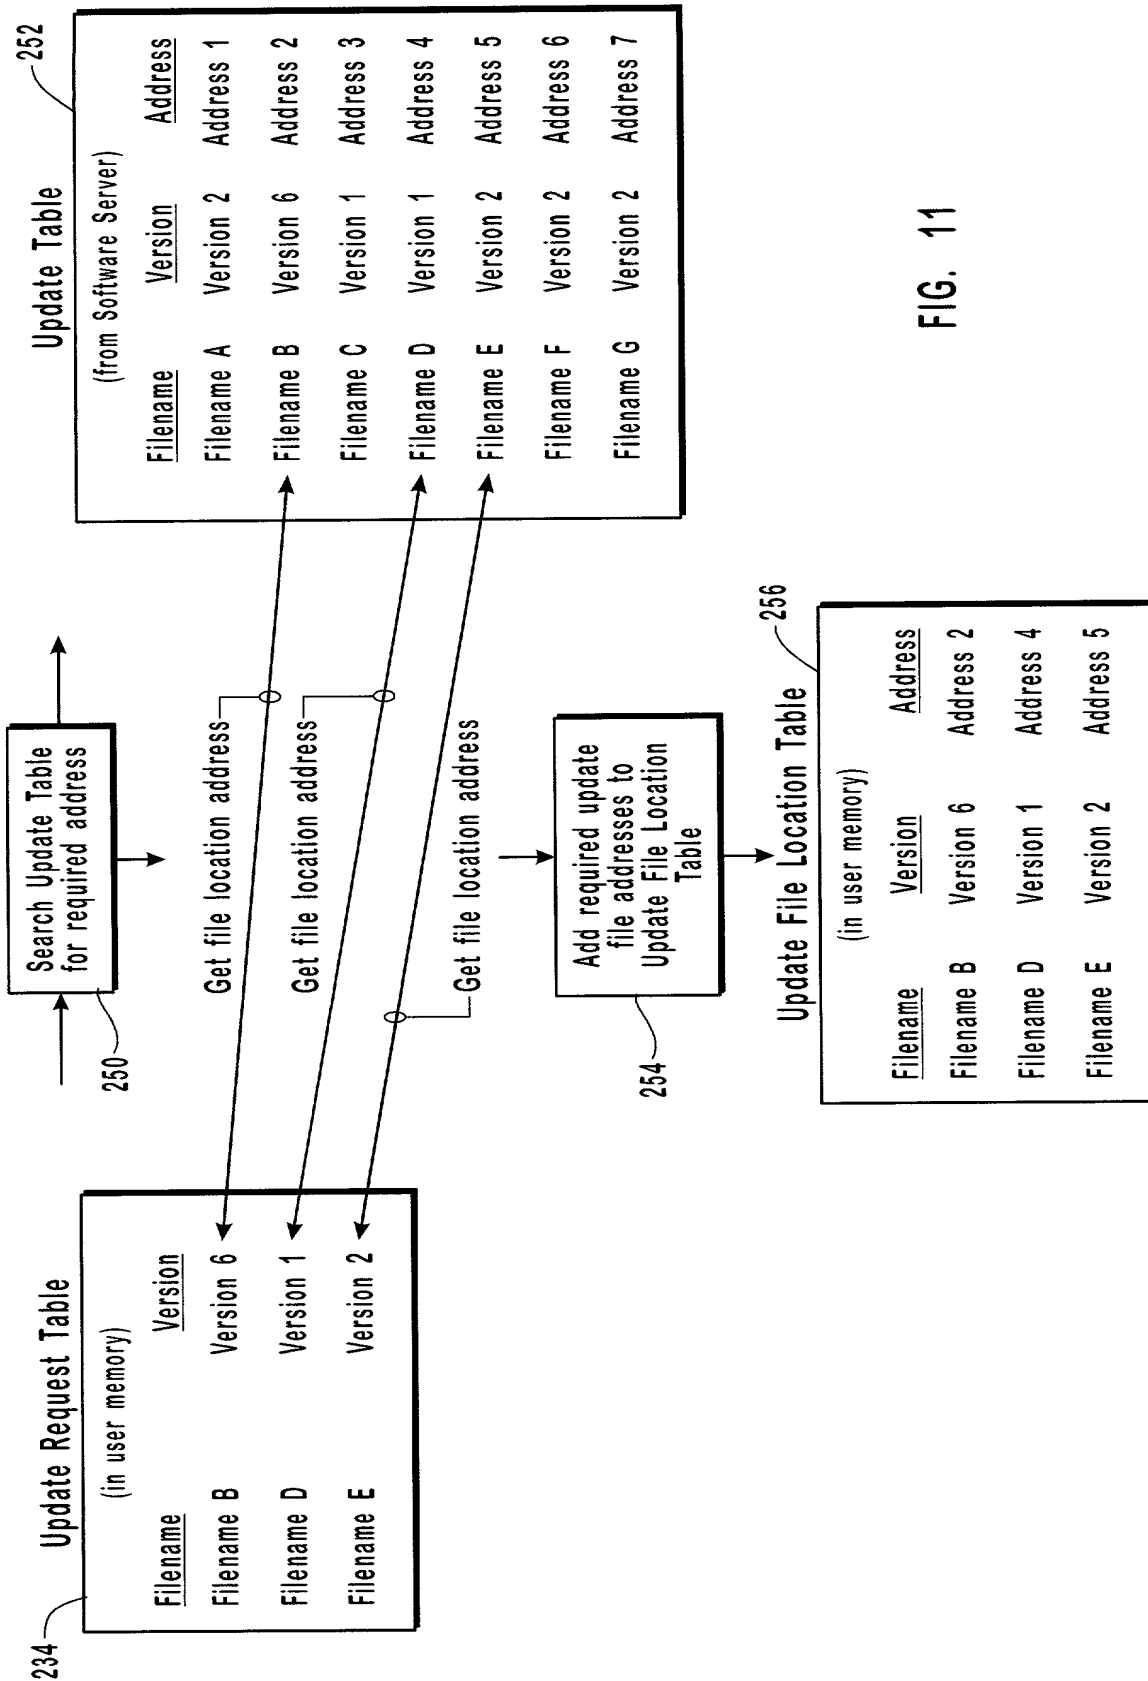 Update Request Table
234
(in user memory)
Filename Version
Filename B Version 6
Filename D Version 1
Filename E Version 2
Search Update Table
for required address
250
Get file location address
Get file location address
Get file location address
Update Table
252
(from Software Server)
Filename Version Address
Filename A Version 2 Address 1
Filename B Version 6 Address 2
Filename C Version 1 Address 3
Filename D Version 1 Address 4
Filename E Version 2 Address 5
Filename F Version 2 Address 6
Filename G Version 2 Address 7
Add required update
file addresses to
Update File Location
Table
254
Update File Location Table
256
(in user memory)
Filename Version Address
Filename B Version 6 Address 2
Filename D Version 1 Address 4
Filename E Version 2 Address 5
FIG. 11